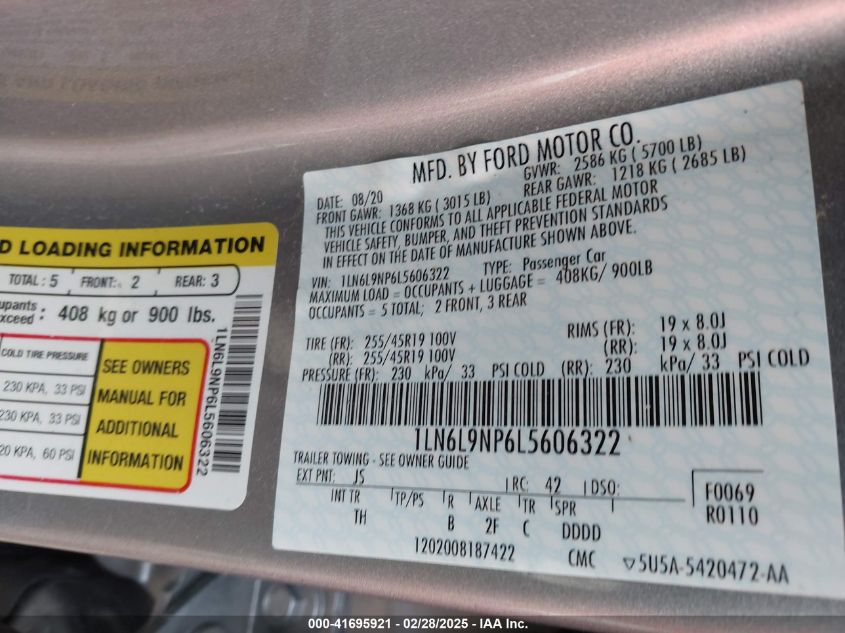 D LOADING INFORMATION
TOTAL: 5 FRONT: 2 REAR: 3
upants
xceed : 408 kg or 900 lbs.
COLD TIRE PRESSURE
230 KPA, 33 PSI
230 KPA, 33 PSI
20 KPA, 60 PSI
SEE OWNERS
MANUAL FOR
ADDITIONAL
INFORMATION
1LN6L9NP6L5606322
MFD. BY FORD MOTOR CO.
DATE: 08/20 GVWR: 2586 KG ( 5700 LB)
FRONT GAWR: 1368 KG ( 3015 LB) REAR GAWR: 1218 KG ( 2685 LB)
THIS VEHICLE CONFORMS TO ALL APPLICABLE FEDERAL MOTOR
VEHICLE SAFETY, BUMPER, AND THEFT PREVENTION STANDARDS
IN EFFECT ON THE DATE OF MANUFACTURE SHOWN ABOVE.
VIN: 1LN6L9NP6L5606322 TYPE: Passenger Car
MAXIMUM LOAD = OCCUPANTS + LUGGAGE = 408KG/ 900LB
OCCUPANTS = 5 TOTAL; 2 FRONT, 3 REAR
TIRE (FR): 255/45R19 100V RIMS (FR): 19 x 8.0J
(RR): 255/45R19 100V (RR): 19 x 8.0J
PRESSURE (FR): 230 kPa/ 33 PSI COLD (RR): 230 kPa/ 33 PSI COLD
1LN6L9NP6L5606322
TRAILER TOWING - SEE OWNER GUIDE
EXT PNT: JS RC: 42 DSO: F0069
INT TR TP/PS R AXLE TR SPR R0110
TH B 2F C DDDD
1202008187422 CMC 5U5A-5420472-AA
000--41695921 / 02/28/2025 - IAA Inc.